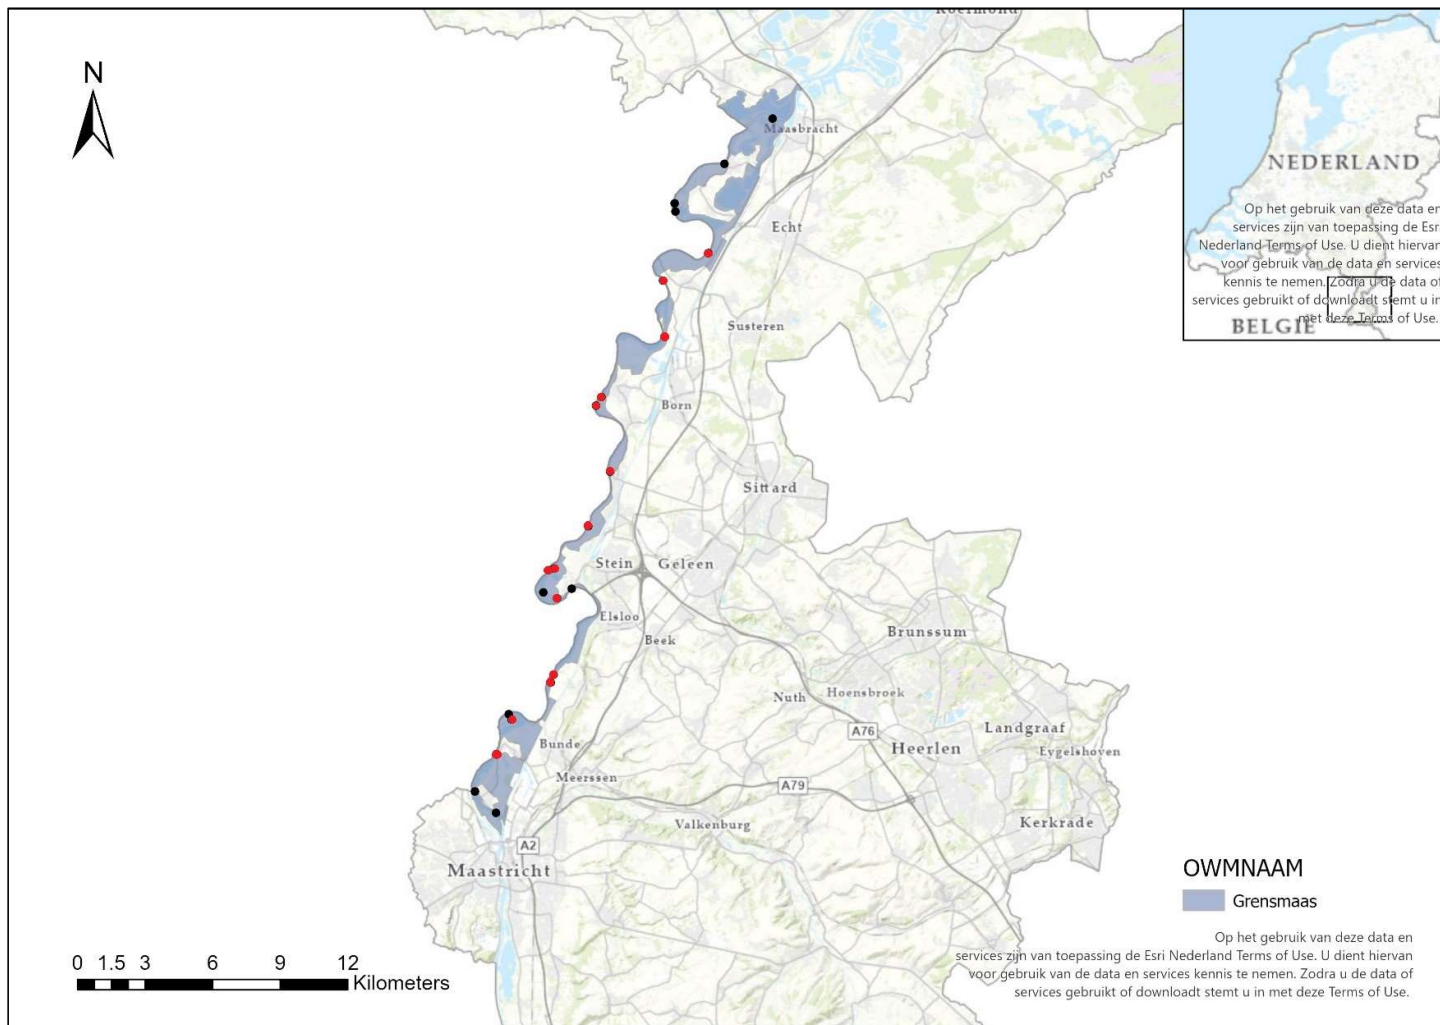 Roermond
N
Maasbracht
NEDERLAND
Op het gebruik van deze data en
services zijn van toepassing de Esri
Nederland Terms of Use. U dient hiervan
voor gebruik van de data en services
kennis te nemen. Zodra u de data of
services gebruikt of downloadt stemt u in
met deze Terms of Use.
BELGIË
Echt
Susteren
Born
Sittard
Stein
Geleen
Elsloo
Beek
Brunssum
Nuth
Hoensbroek
Landgraaf
A76
Heerlen
Eygelshoven
Bunde
Meerssen
A79
Valkenburg
Kerkrade
A2
Maastricht
OWMNAAM
Grensmaas
Op het gebruik van deze data en
services zijn van toepassing de Esri Nederland Terms of Use. U dient hiervan
voor gebruik van de data en services kennis te nemen. Zodra u de data of
services gebruikt of downloadt stemt u in met deze Terms of Use.
0 1.5 3 6 9 12
Kilometers